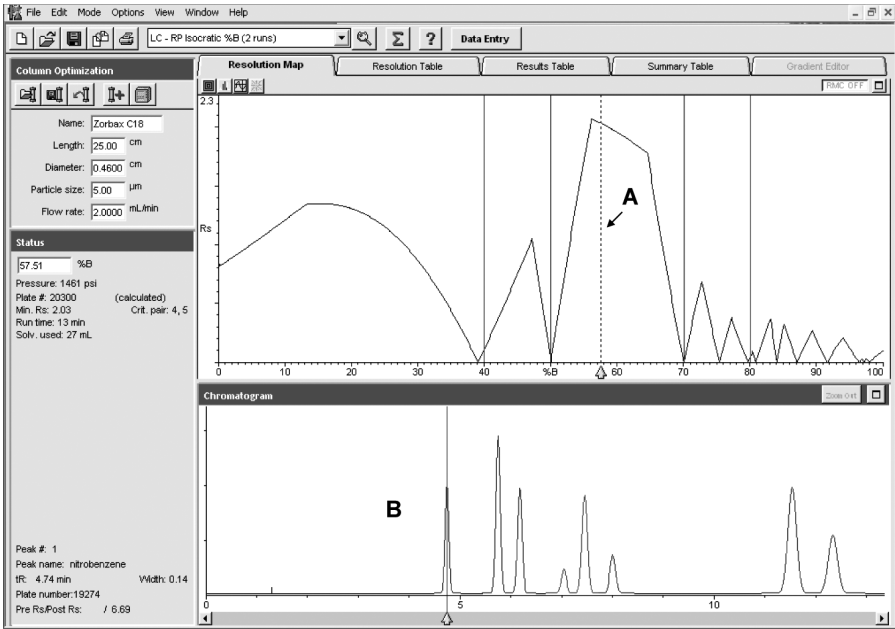 File Edit Mode Options View Window Help
LC - RP Isocratic %B (2 runs)
Σ
?
Data Entry
Column Optimization
Name: Zorbax C18
Length: 25.00 cm
Diameter: 0.4600 cm
Particle size: 5.00 µm
Flow rate: 2.0000 mL/min
Status
57.51 %B
Pressure: 1461 psi
Plate #: 20300 (calculated)
Min. Rs: 2.03 Crit. pair: 4, 5
Run time: 13 min
Solv. used: 27 mL
Peak #: 1
Peak name: nitrobenzene
tR: 4.74 min Width: 0.14
Plate number:19274
Pre Rs/Post Rs: / 6.69
Resolution Map Resolution Table Results Table Summary Table Gradient Editor
RMC OFF
2.3
Rs
A
0 10 20 30 40 %B 60 70 80 90 100
Chromatogram
Zoom Out
B
0 5 10